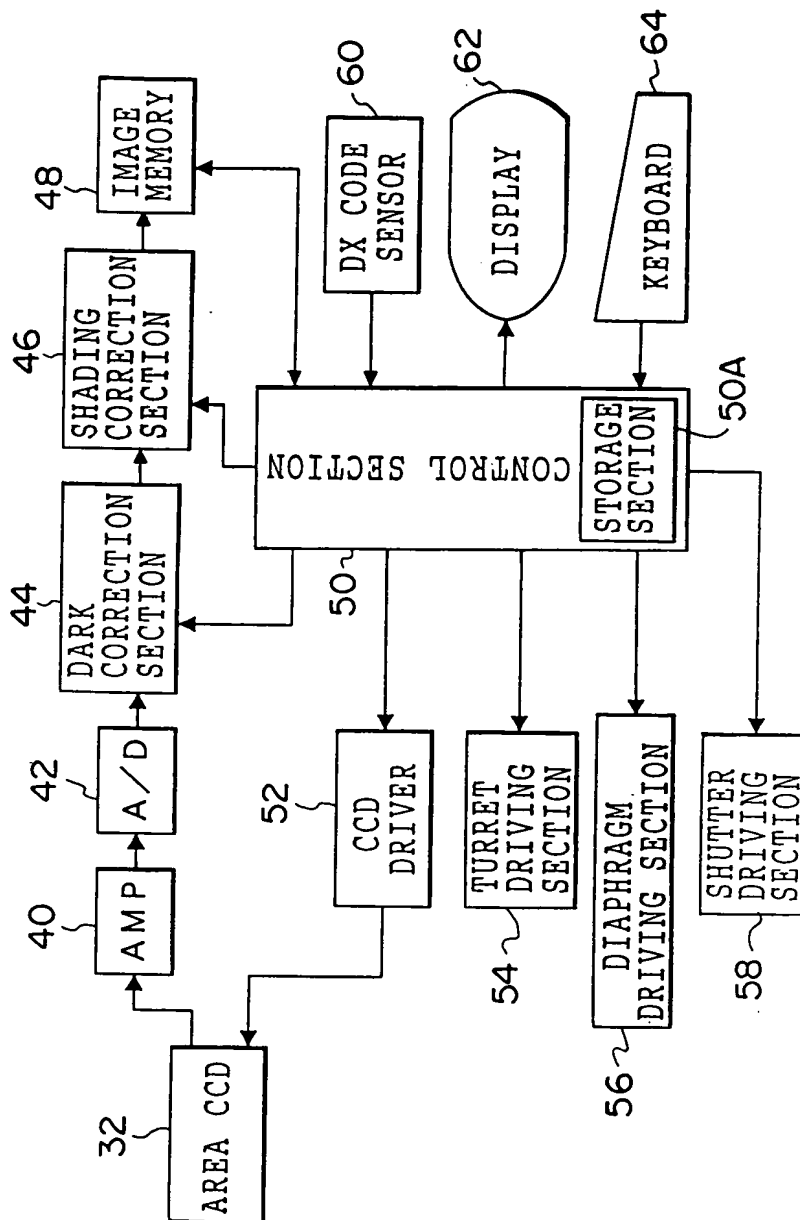 32
AREA CCD
40
AMP
42
A/D
44
DARK
CORRECTION
SECTION
46
SHADING
CORRECTION
SECTION
48
IMAGE
MEMORY
50
CONTROL SECTION
STORAGE
SECTION
50A
52
CCD
DRIVER
54
TURRET
DRIVING
SECTION
56
DIAPHRAGM
DRIVING SECTION
58
SHUTTER
DRIVING
SECTION
60
DX CODE
SENSOR
62
DISPLAY
64
KEYBOARD